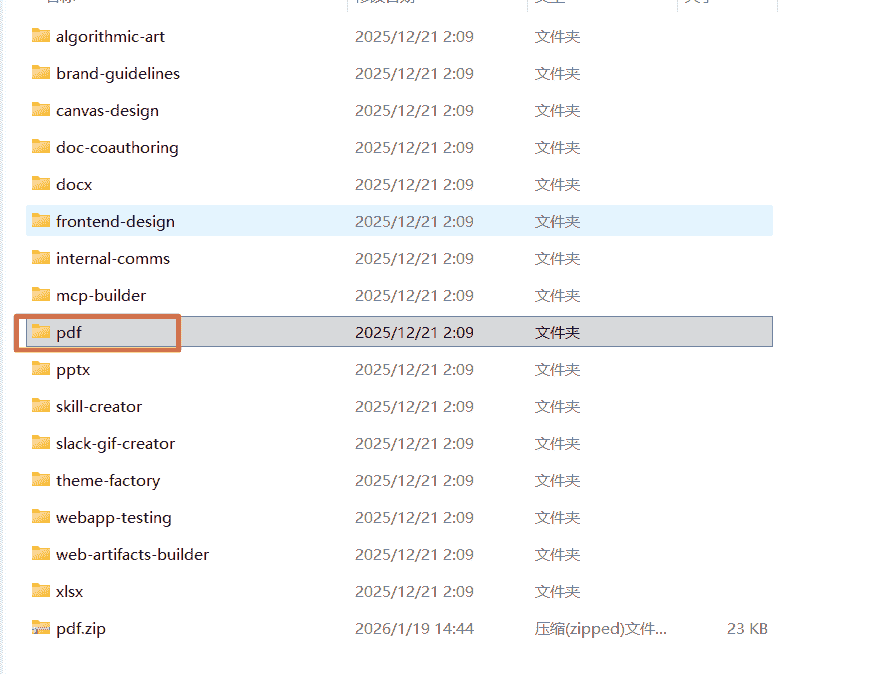 algorithmic-art 2025/12/21 2:09 文件夹
brand-guidelines 2025/12/21 2:09 文件夹
canvas-design 2025/12/21 2:09 文件夹
doc-coauthoring 2025/12/21 2:09 文件夹
docx 2025/12/21 2:09 文件夹
frontend-design 2025/12/21 2:09 文件夹
internal-comms 2025/12/21 2:09 文件夹
mcp-builder 2025/12/21 2:09 文件夹
pdf 2025/12/21 2:09 文件夹
pptx 2025/12/21 2:09 文件夹
skill-creator 2025/12/21 2:09 文件夹
slack-gif-creator 2025/12/21 2:09 文件夹
theme-factory 2025/12/21 2:09 文件夹
webapp-testing 2025/12/21 2:09 文件夹
web-artifacts-builder 2025/12/21 2:09 文件夹
xlsx 2025/12/21 2:09 文件夹
pdf.zip 2026/1/19 14:44 压缩(zipped)文件... 23 KB